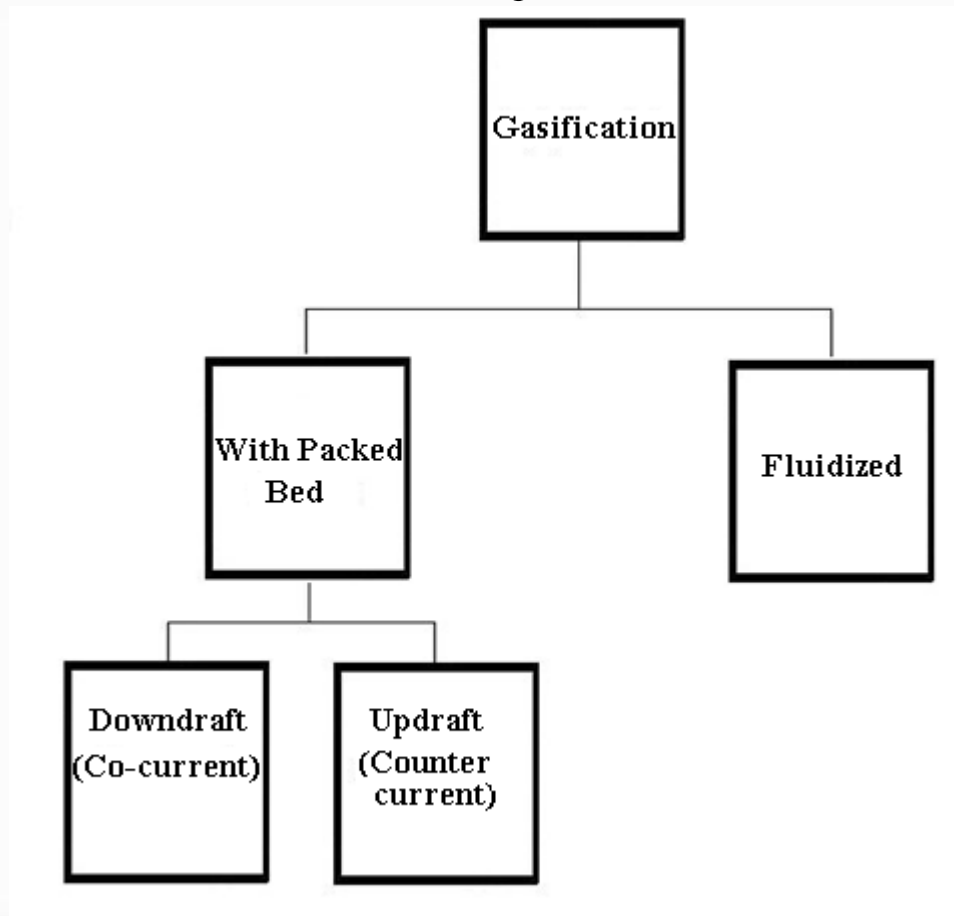 Gasification
With Packed
Bed
Fluidized
Downdraft
(Co-current)
Updraft
(Counter
current)